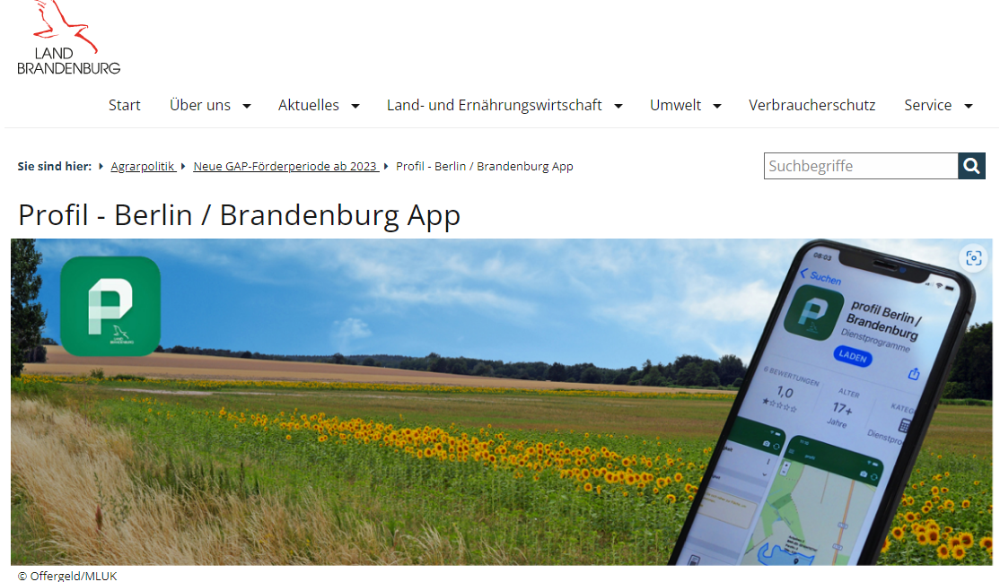 LAND
BRANDENBURG
Start Über uns Aktuelles Land- und Ernährungswirtschaft Umwelt Verbraucherschutz Service
Sie sind hier: Agrarpolitik Neue GAP-Förderperiode ab 2023 Profil - Berlin / Brandenburg App
Suchbegriffe
Profil - Berlin / Brandenburg App
P
LAND
BRANDENBURG
08:03
Suchen
P
profil Berlin /
Brandenburg
Dienstprogramme
LADEN
6 BEWERTUNGEN
1,0
ALTER
17+
Jahre
KATEG
Dienstpro
© Offergeld/MLUK